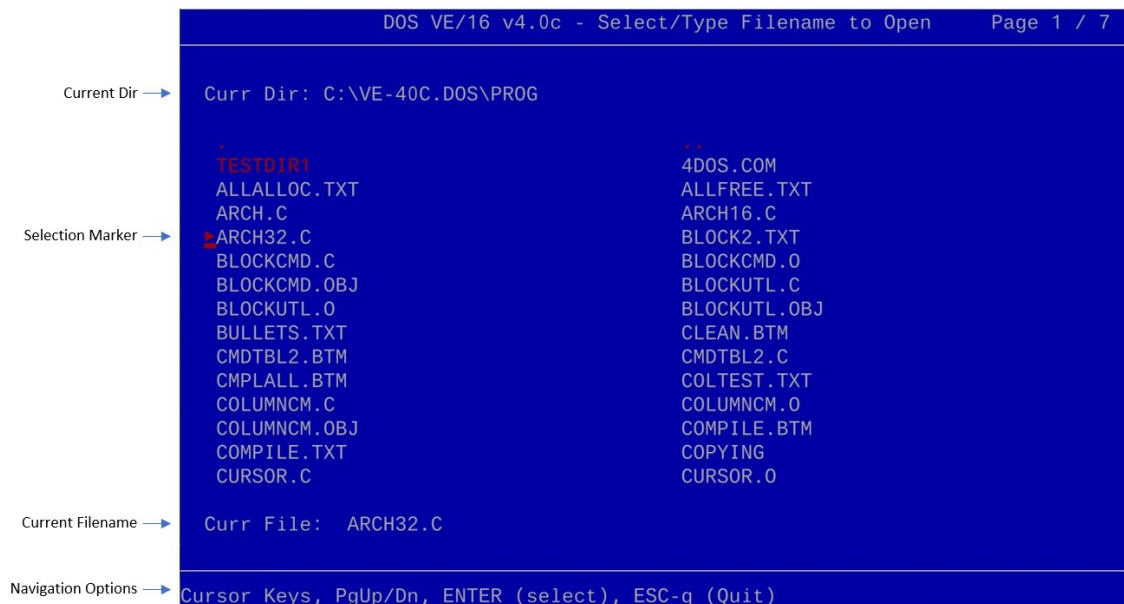 DOS VE/16 v4.0c - Select/Type Filename to Open Page 1 / 7
Current Dir Curr Dir: C:\VE-40C.DOS\PROG
. ..
TESTDIR1 4DOS.COM
ALLALLOC.TXT ALLFREE.TXT
ARCH.C ARCH16.C
Selection Marker ►ARCH32.C BLOCK2.TXT
BLOCKCMD.C BLOCKCMD.O
BLOCKCMD.OBJ BLOCKUTL.C
BLOCKUTL.O BLOCKUTL.OBJ
BULLETS.TXT CLEAN.BTM
CMDTBL2.BTM CMDTBL2.C
CMPLALL.BTM COLTEST.TXT
COLUMNCM.C COLUMNCM.O
COLUMNCM.OBJ COMPILE.BTM
COMPILE.TXT COPYING
CURSOR.C CURSOR.O
Current Filename Curr File: ARCH32.C
Navigation Options Cursor Keys, PgUp/Dn, ENTER (select), ESC-q (Quit)